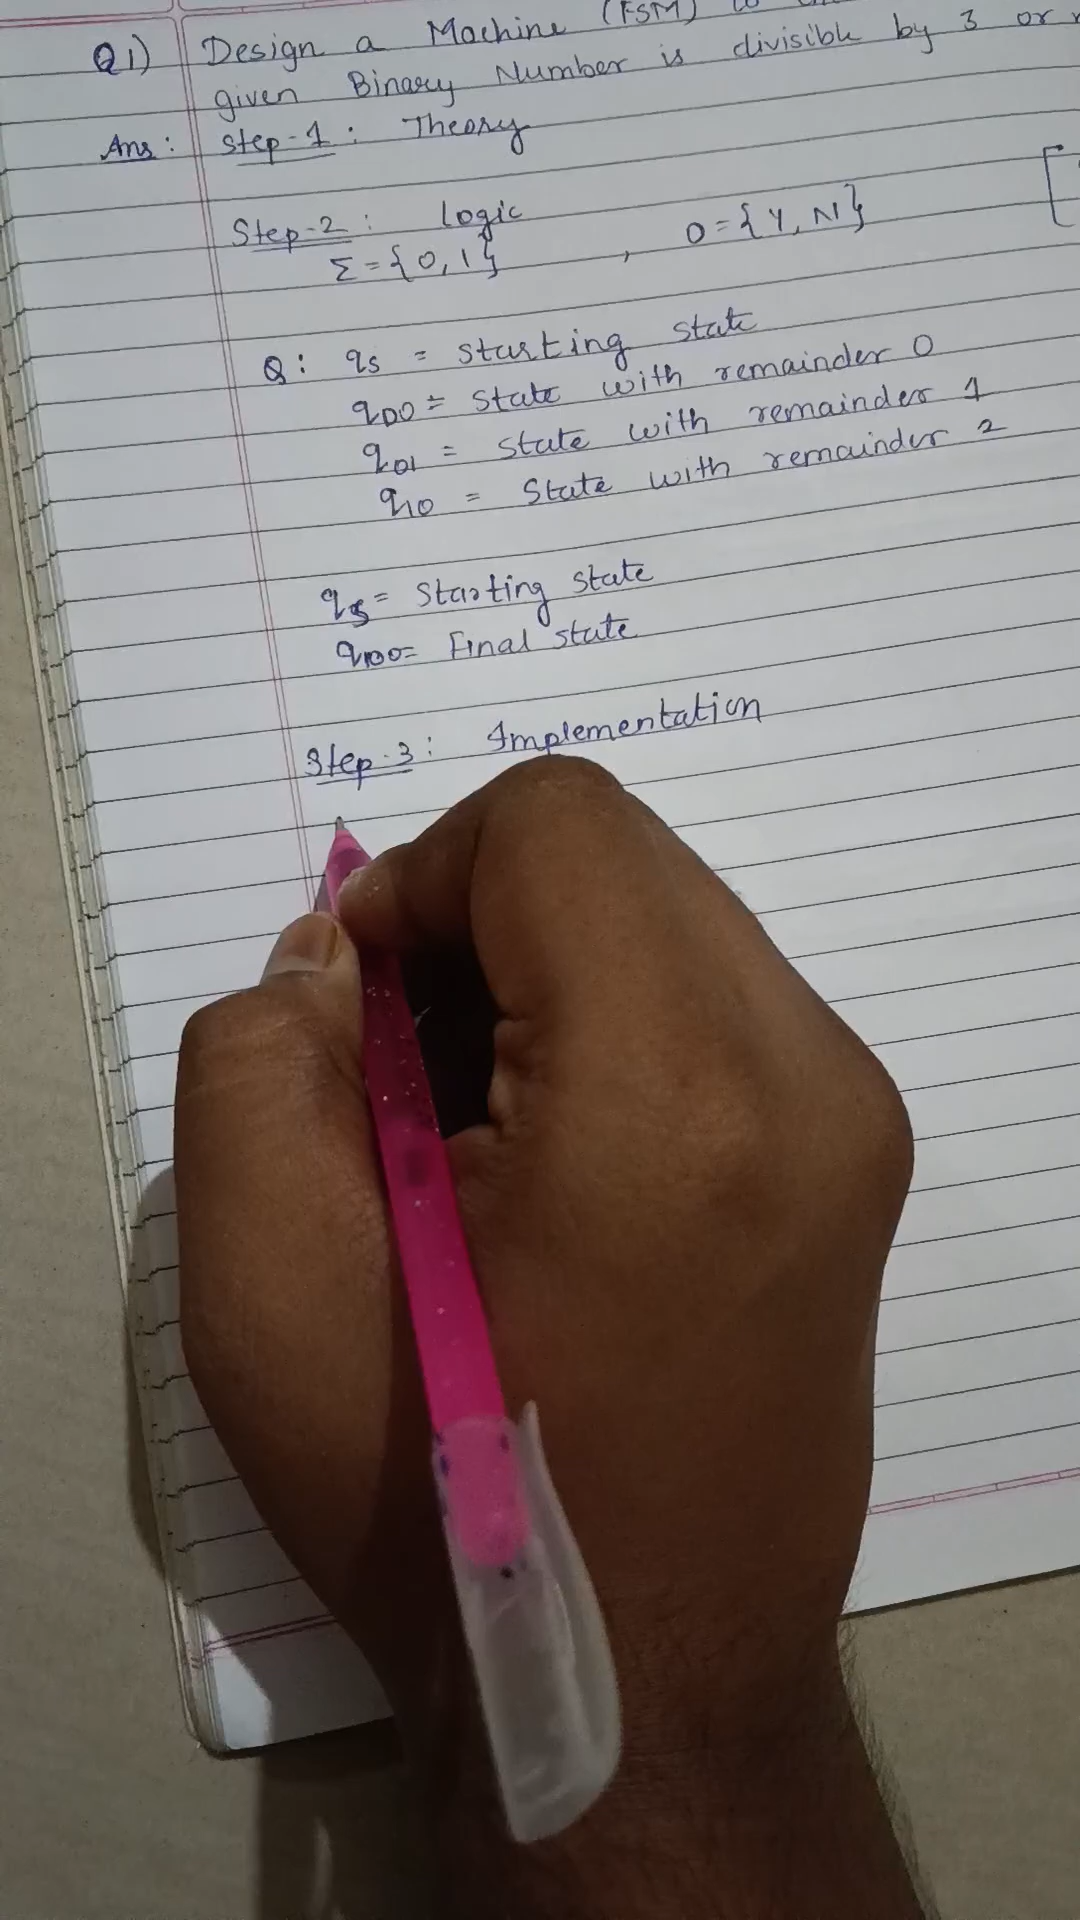 Q1) Design a Machine (FSM) to
given Binary Number is divisible by 3 or
Ans: Step-1: Theory
Step-2: Logic
Σ = {0, 1}, O = {Y, N}
Q: qs = starting state
q00 = state with remainder 0
q01 = state with remainder 1
q10 = state with remainder 2
qs = Starting state
q00 = Final state
Step-3: Implementation